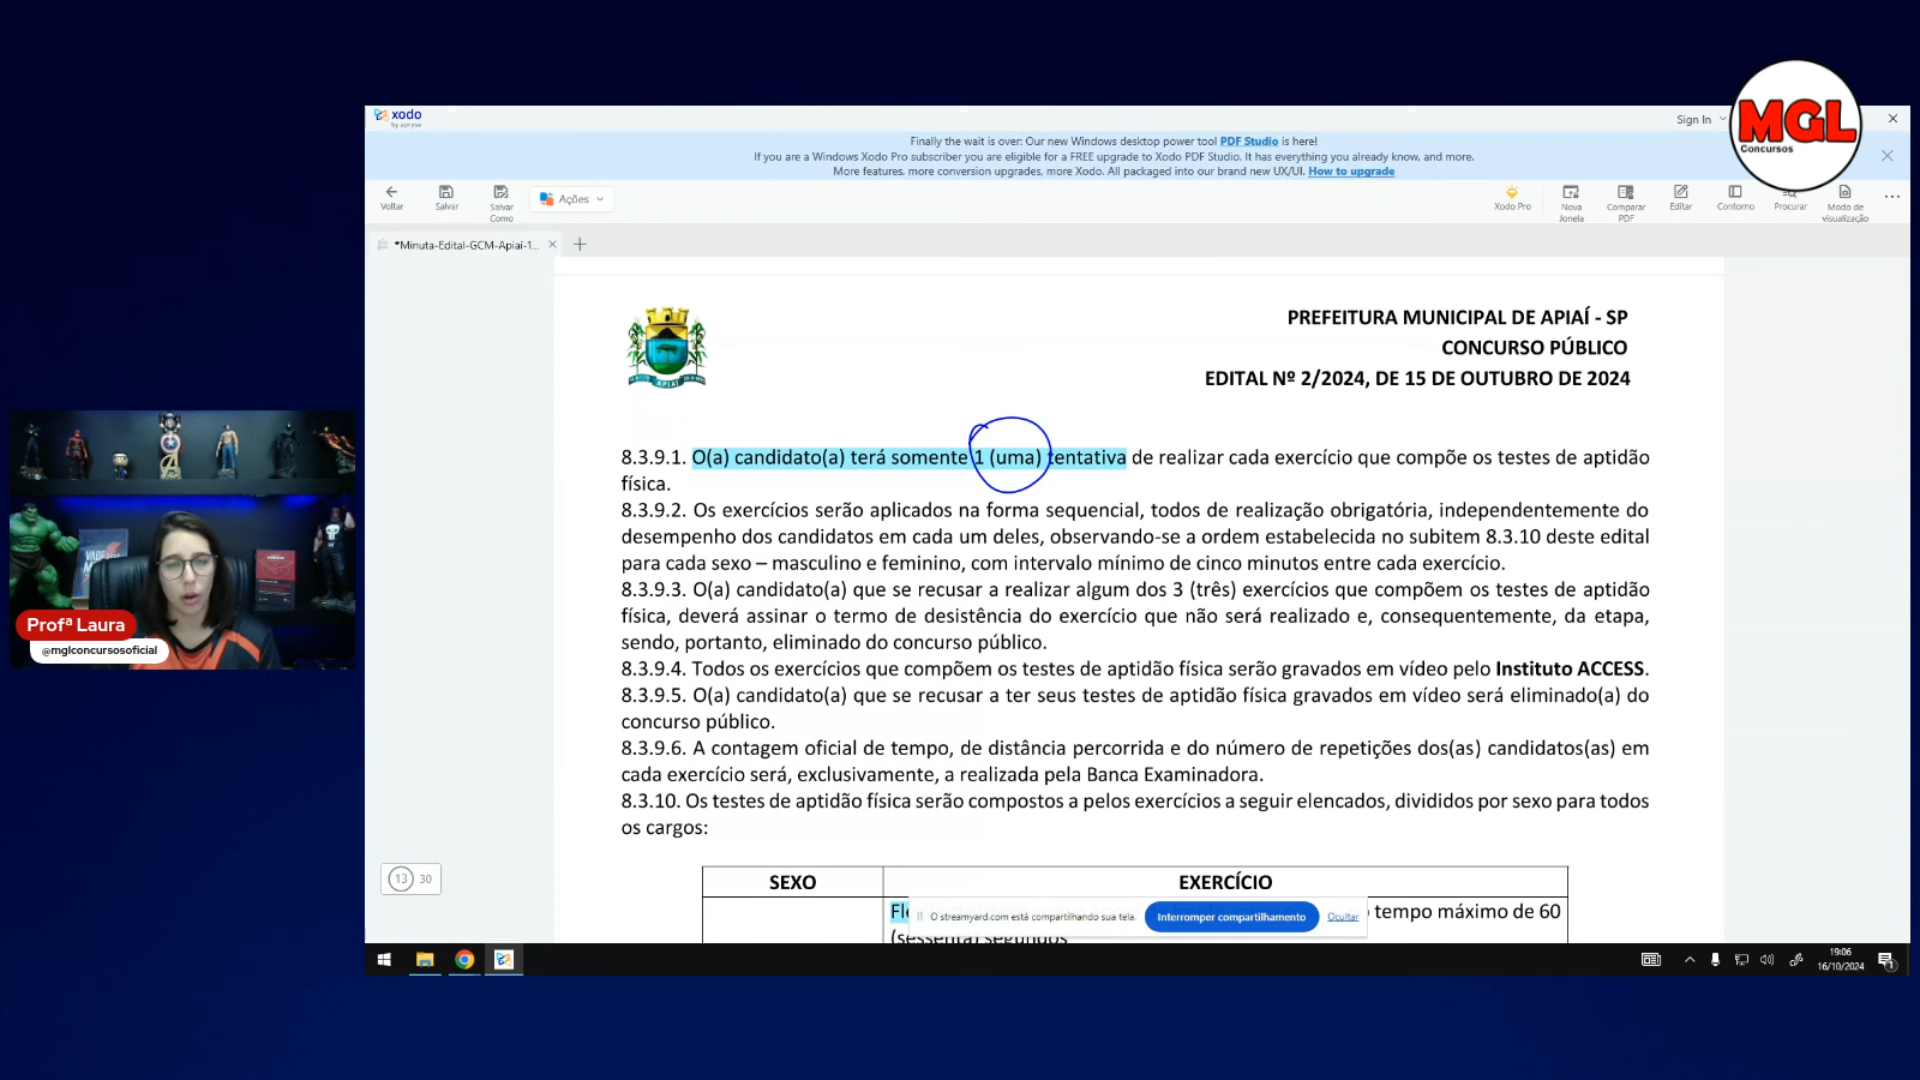 xodo
by apryse
Sign In
MGL
Concursos
Finally the wait is over: Our new Windows desktop power tool PDF Studio is here!
If you are a Windows Xodo Pro subscriber you are eligible for a FREE upgrade to Xodo PDF Studio. It has everything you already know, and more.
More features, more conversion upgrades, more Xodo. All packaged into our brand new UX/UI. How to upgrade
Voltar
Salvar
Salvar Como
Ações
Xodo Pro
Nova Jonela
Comparar PDF
Editar
Contorno
Procurar
Modo de visualização
*Minuta-Edital-GCM-Apiaí-1...
PREFEITURA MUNICIPAL DE APIAÍ - SP
CONCURSO PÚBLICO
EDITAL Nº 2/2024, DE 15 DE OUTUBRO DE 2024
APIAÍ
8.3.9.1. O(a) candidato(a) terá somente 1 (uma) tentativa de realizar cada exercício que compõe os testes de aptidão
física.
8.3.9.2. Os exercícios serão aplicados na forma sequencial, todos de realização obrigatória, independentemente do
desempenho dos candidatos em cada um deles, observando-se a ordem estabelecida no subitem 8.3.10 deste edital
para cada sexo – masculino e feminino, com intervalo mínimo de cinco minutos entre cada exercício.
8.3.9.3. O(a) candidato(a) que se recusar a realizar algum dos 3 (três) exercícios que compõem os testes de aptidão
física, deverá assinar o termo de desistência do exercício que não será realizado e, consequentemente, da etapa,
sendo, portanto, eliminado do concurso público.
8.3.9.4. Todos os exercícios que compõem os testes de aptidão física serão gravados em vídeo pelo Instituto ACCESS.
8.3.9.5. O(a) candidato(a) que se recusar a ter seus testes de aptidão física gravados em vídeo será eliminado(a) do
concurso público.
8.3.9.6. A contagem oficial de tempo, de distância percorrida e do número de repetições dos(as) candidatos(as) em
cada exercício será, exclusivamente, a realizada pela Banca Examinadora.
8.3.10. Os testes de aptidão física serão compostos a pelos exercícios a seguir elencados, divididos por sexo para todos
os cargos:
SEXO
EXERCÍCIO
tempo máximo de 60
(sessenta) segundos
13 30
O streamyard.com está compartilhando sua tela.
Interromper compartilhamento
Ocultar
Profª Laura
@mglconcursosoficial
19:06
16/10/2024